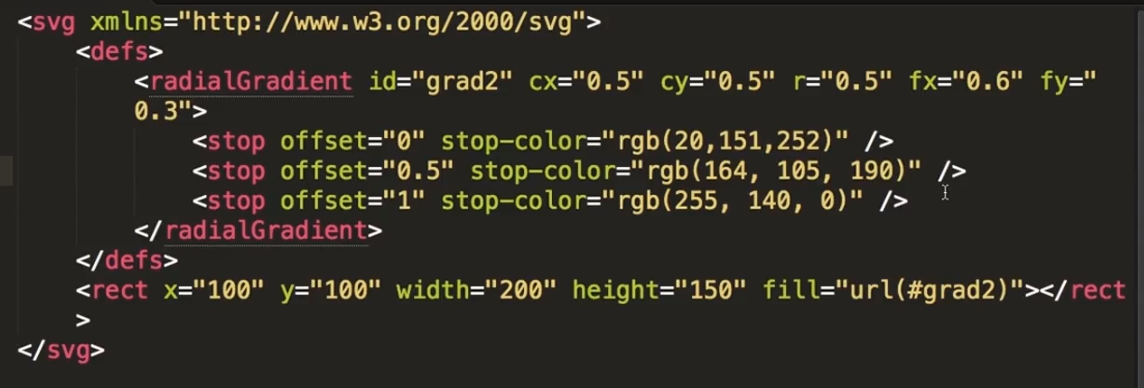 <svg xmlns="http://www.w3.org/2000/svg">
<defs>
<radialGradient id="grad2" cx="0.5" cy="0.5" r="0.5" fx="0.6" fy="
0.3">
<stop offset="0" stop-color="rgb(20,151,252)" />
<stop offset="0.5" stop-color="rgb(164, 105, 190)" />
<stop offset="1" stop-color="rgb(255, 140, 0)" />
</radialGradient>
</defs>
<rect x="100" y="100" width="200" height="150" fill="url(#grad2)"></rect
>
</svg>